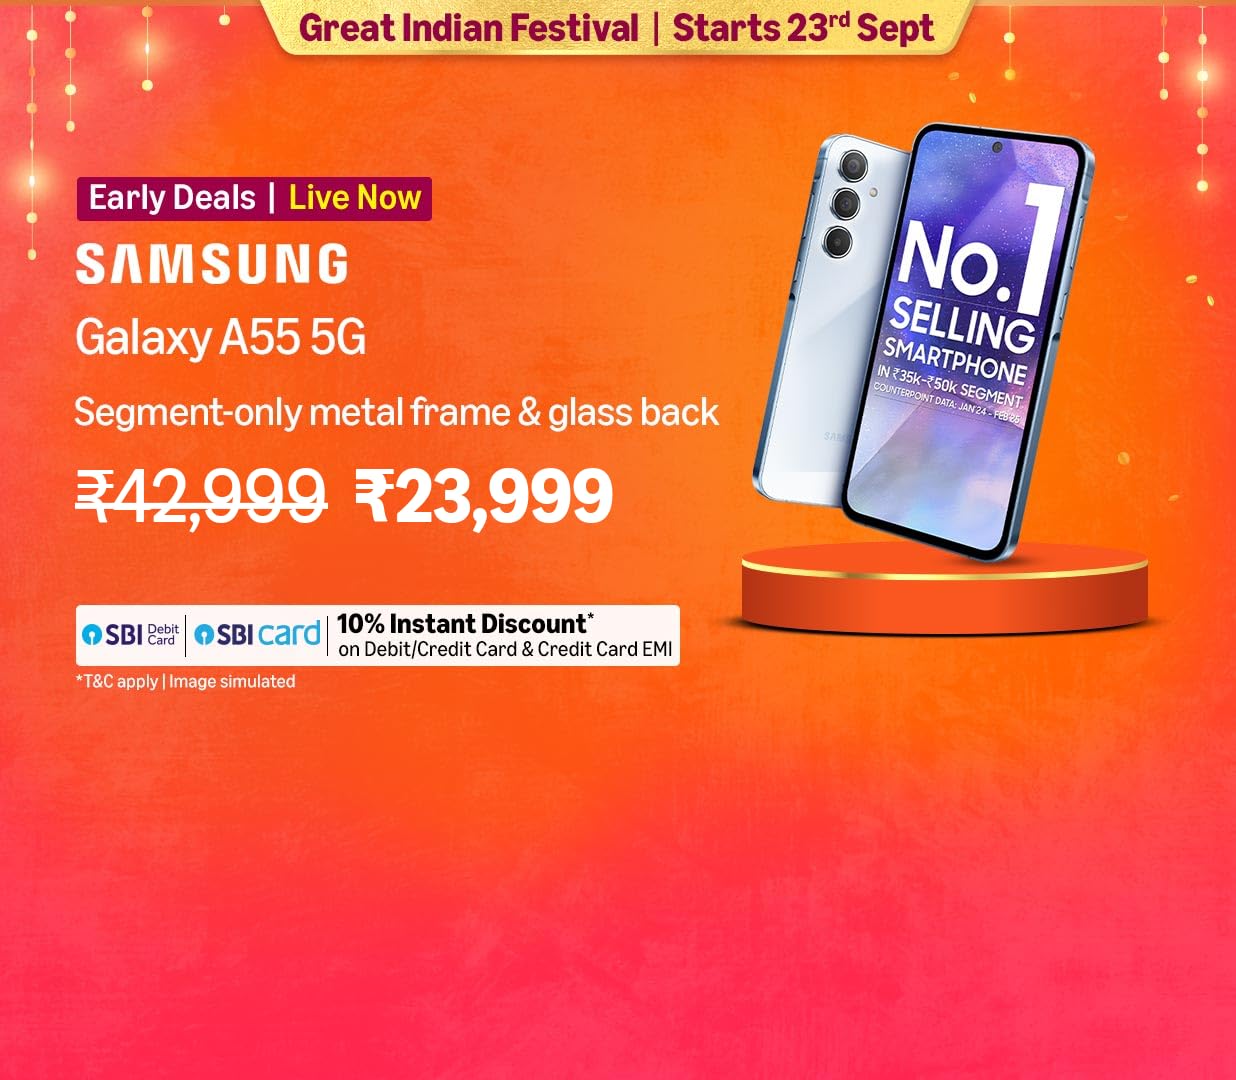 Great Indian Festival | Starts 23rd Sept
Early Deals | Live Now
SAMSUNG
Galaxy A55 5G
Segment-only metal frame & glass back
₹42,999 ₹23,999
SBI Debit Card | SBI card | 10% Instant Discount*
on Debit/Credit Card & Credit Card EMI
*T&C apply | Image simulated
No.1
SELLING
SMARTPHONE
IN ₹35K-₹50K SEGMENT
COUNTERPOINT DATA: JAN'24 - FEB'25